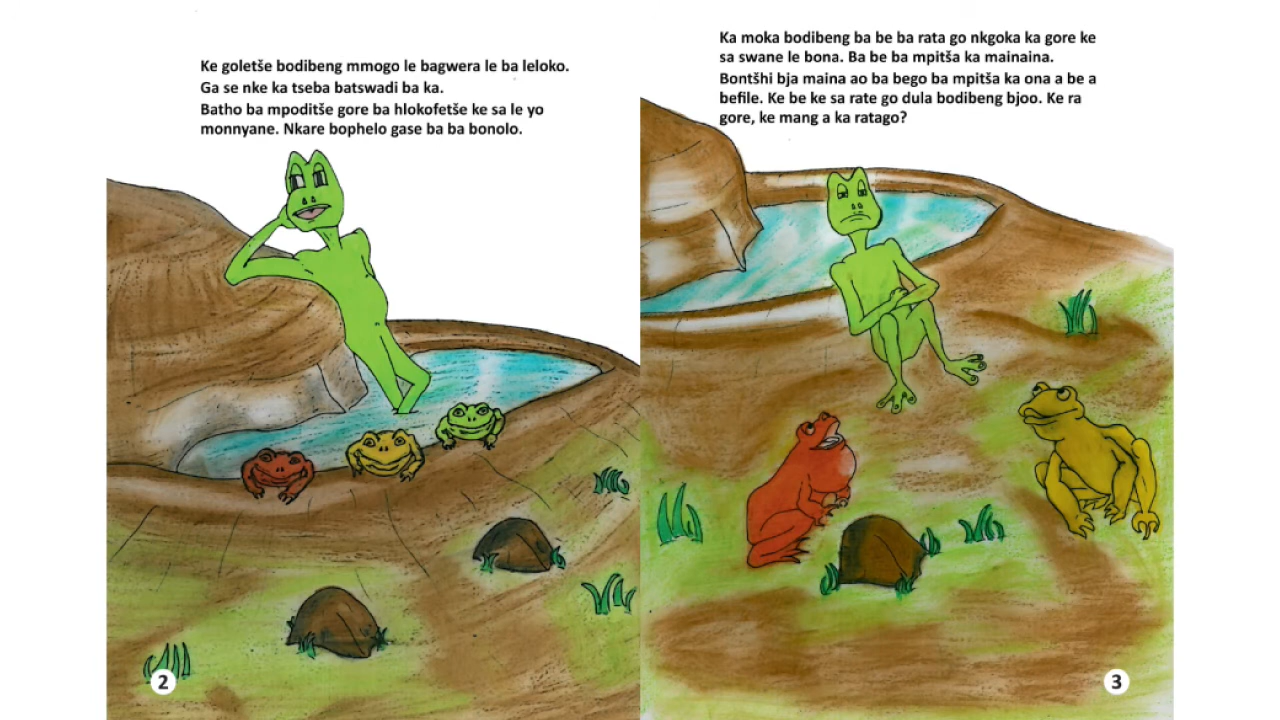 Ke goletše bodibeng mmogo le bagwera le ba leloko.
Ga se nke ka tseba batswadi ba ka.
Batho ba mpoditše gore ba hlokofetše ke sa le yo
monnyane. Nkare bophelo gase ba ba bonolo.
2
Ka moka bodibeng ba be ba rata go nkgoka ka gore ke
sa swane le bona. Ba be ba mpitša ka mainaina.
Bontšhi bja maina ao ba bego ba mpitša ka ona a be a
befile. Ke be ke sa rate go dula bodibeng bjoo. Ke ra
gore, ke mang a ka ratago?
3